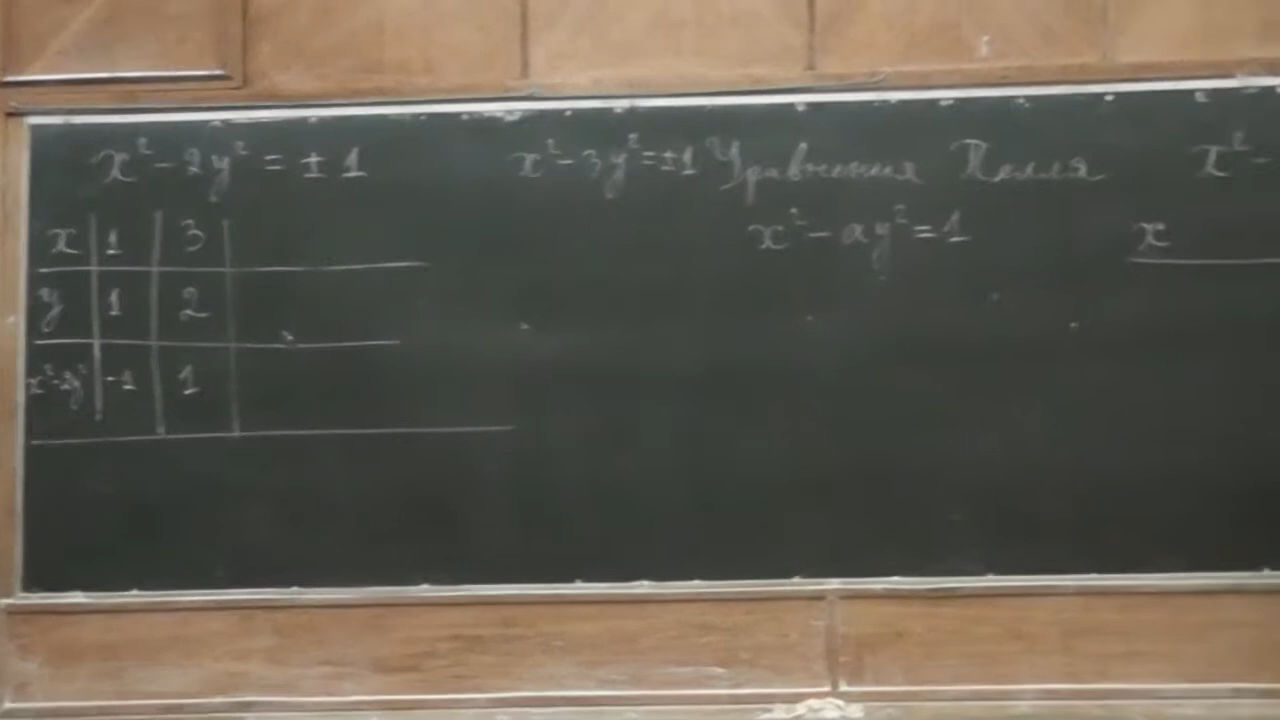 x² - 2y² = ± 1
x² - 3y² = ±1 Уравнения Пелля
x² -
x² - ay² = 1
x 1 3
x
y 1 2
x²-2y² -1 1